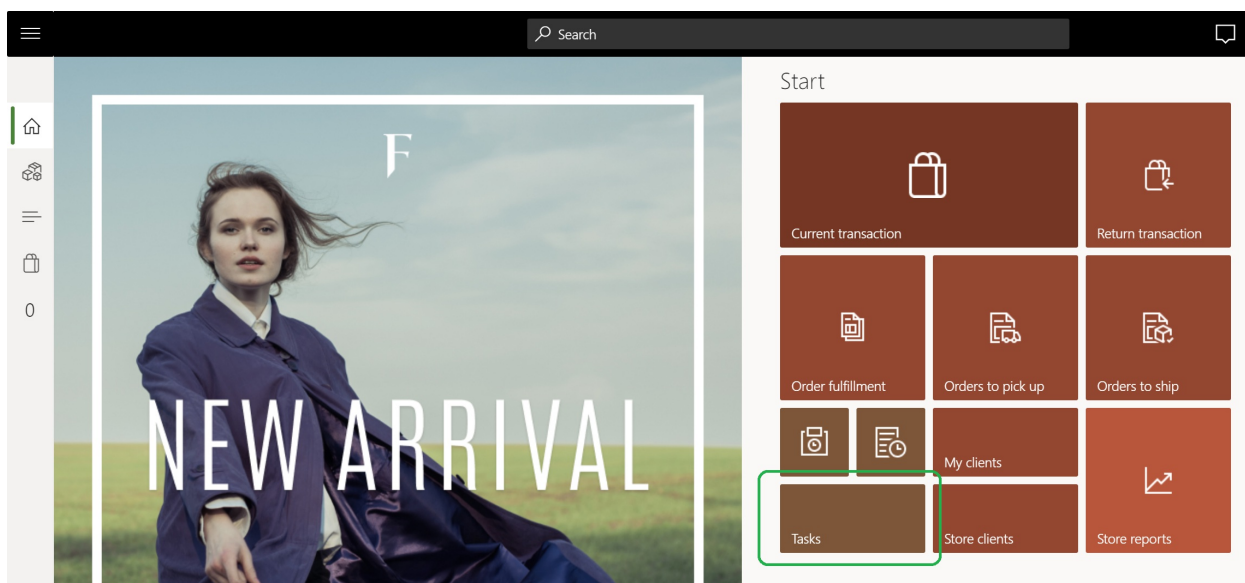 Search
Start
Current transaction
Return transaction
0
F
NEW ARRIVAL
Order fulfillment
Orders to pick up
Orders to ship
My clients
Tasks
Store clients
Store reports